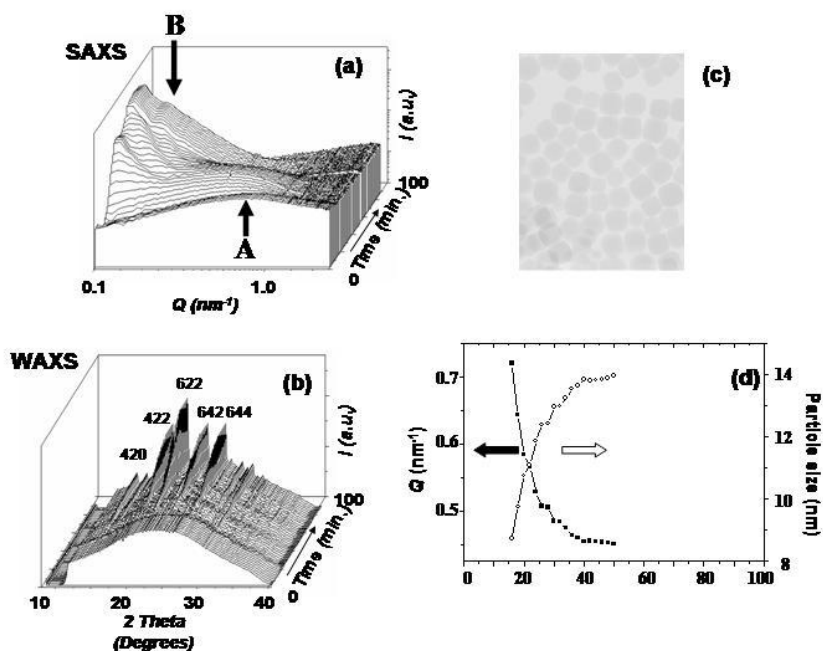 SAXS
B
(a)
I (a.u.)
100
A
0 Time (min.)
0.1
1.0
Q (nm⁻¹)
(c)
WAXS
(b)
622
422
642 644
420
I (a.u.)
100
0 Time (min.)
10
20
30
40
2 Theta
(Degrees)
(d)
0.7
0.6
0.5
Q (nm⁻¹)
14
12
11
10
8
Particle size (nm)
0
20
40
60
80
100